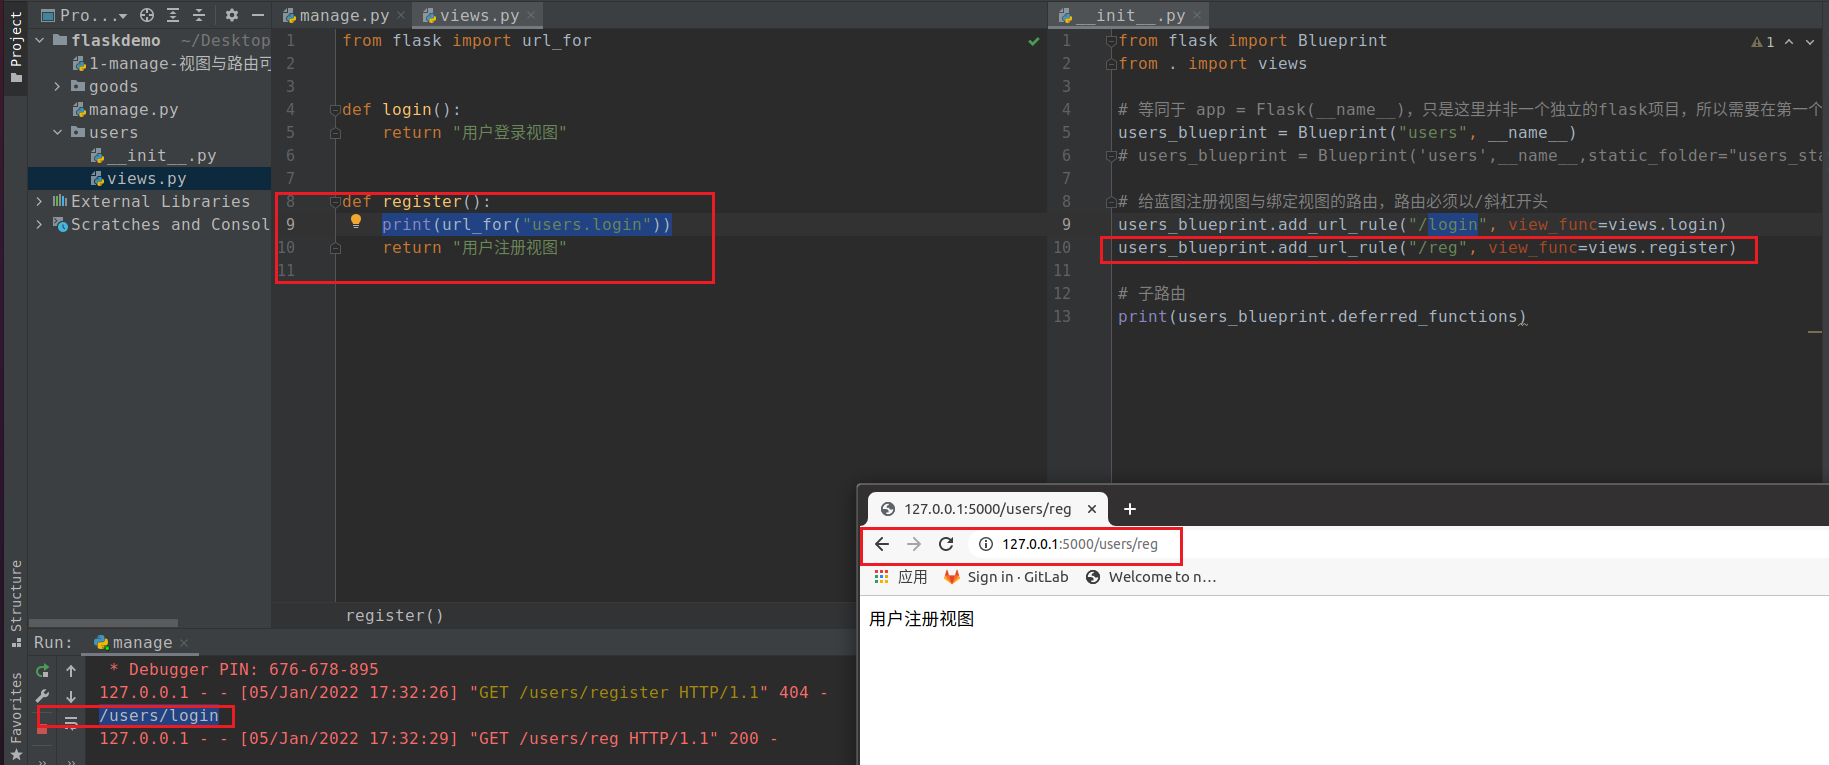 Project
Pro...
flaskdemo ~/Desktop
1-manage-视图与路由可
goods
manage.py
users
__init__.py
views.py
External Libraries
Scratches and Consol
manage.py
views.py
1 from flask import url_for
2
3
4 def login():
5 return "用户登录视图"
6
7
8 def register():
9 print(url_for("users.login"))
10 return "用户注册视图"
11
register()
__init__.py
1 from flask import Blueprint
2 from . import views
3
4 # 等同于 app = Flask(__name__)，只是这里并非一个独立的flask项目，所以需要在第一个
5 users_blueprint = Blueprint("users", __name__)
6 # users_blueprint = Blueprint('users',__name__,static_folder="users_sta
7
8 # 给蓝图注册视图与绑定视图的路由，路由必须以/斜杠开头
9 users_blueprint.add_url_rule("/login", view_func=views.login)
10 users_blueprint.add_url_rule("/reg", view_func=views.register)
11
12 # 子路由
13 print(users_blueprint.deferred_functions)
1
127.0.0.1:5000/users/reg
127.0.0.1:5000/users/reg
应用 Sign in · GitLab Welcome to n...
用户注册视图
Structure
Favorites
Run: manage
* Debugger PIN: 676-678-895
127.0.0.1 - - [05/Jan/2022 17:32:26] "GET /users/register HTTP/1.1" 404 -
/users/login
127.0.0.1 - - [05/Jan/2022 17:32:29] "GET /users/reg HTTP/1.1" 200 -